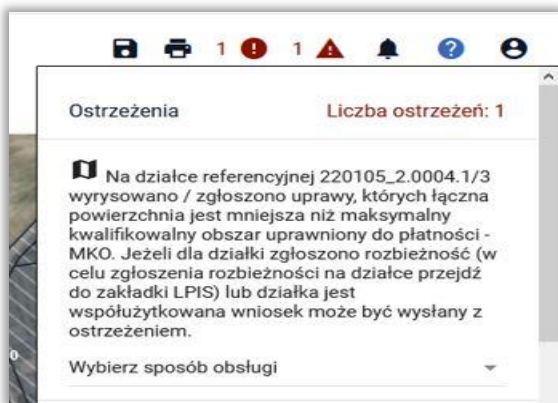 1 1
Ostrzeżenia Liczba ostrzeżeń: 1
Na działce referencyjnej 220105_2.0004.1/3
wyrysowano / zgłoszono uprawy, których łączna
powierzchnia jest mniejsza niż maksymalny
kwalifikowalny obszar uprawniony do płatności -
MKO. Jeżeli dla działki zgłoszono rozbieżność (w
celu zgłoszenia rozbieżności na działce przejdź
do zakładki LPIS) lub działka jest
współużytkowana wniosek może być wysłany z
ostrzeżeniem.
0
Wybierz sposób obsługi